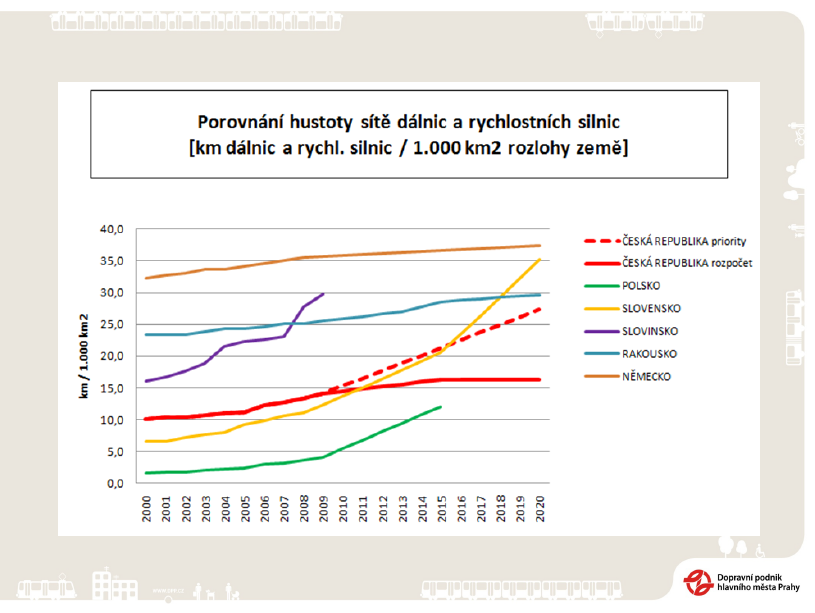 Porovnání hustoty sítě dálnic a rychlostních silnic
[km dálnic a rychl. silnic / 1.000 km2 rozlohy země]
40,0
35,0
30,0
25,0
20,0
15,0
10,0
5,0
0,0
km / 1.000 km2
2000 2001 2002 2003 2004 2005 2006 2007 2008 2009 2010 2011 2012 2013 2014 2015 2016 2017 2018 2019 2020
ČESKÁ REPUBLIKA priority
ČESKÁ REPUBLIKA rozpočet
POLSKO
SLOVENSKO
SLOVINSKO
RAKOUSKO
NĚMECKO
Dopravní podnik
hlavního města Prahy